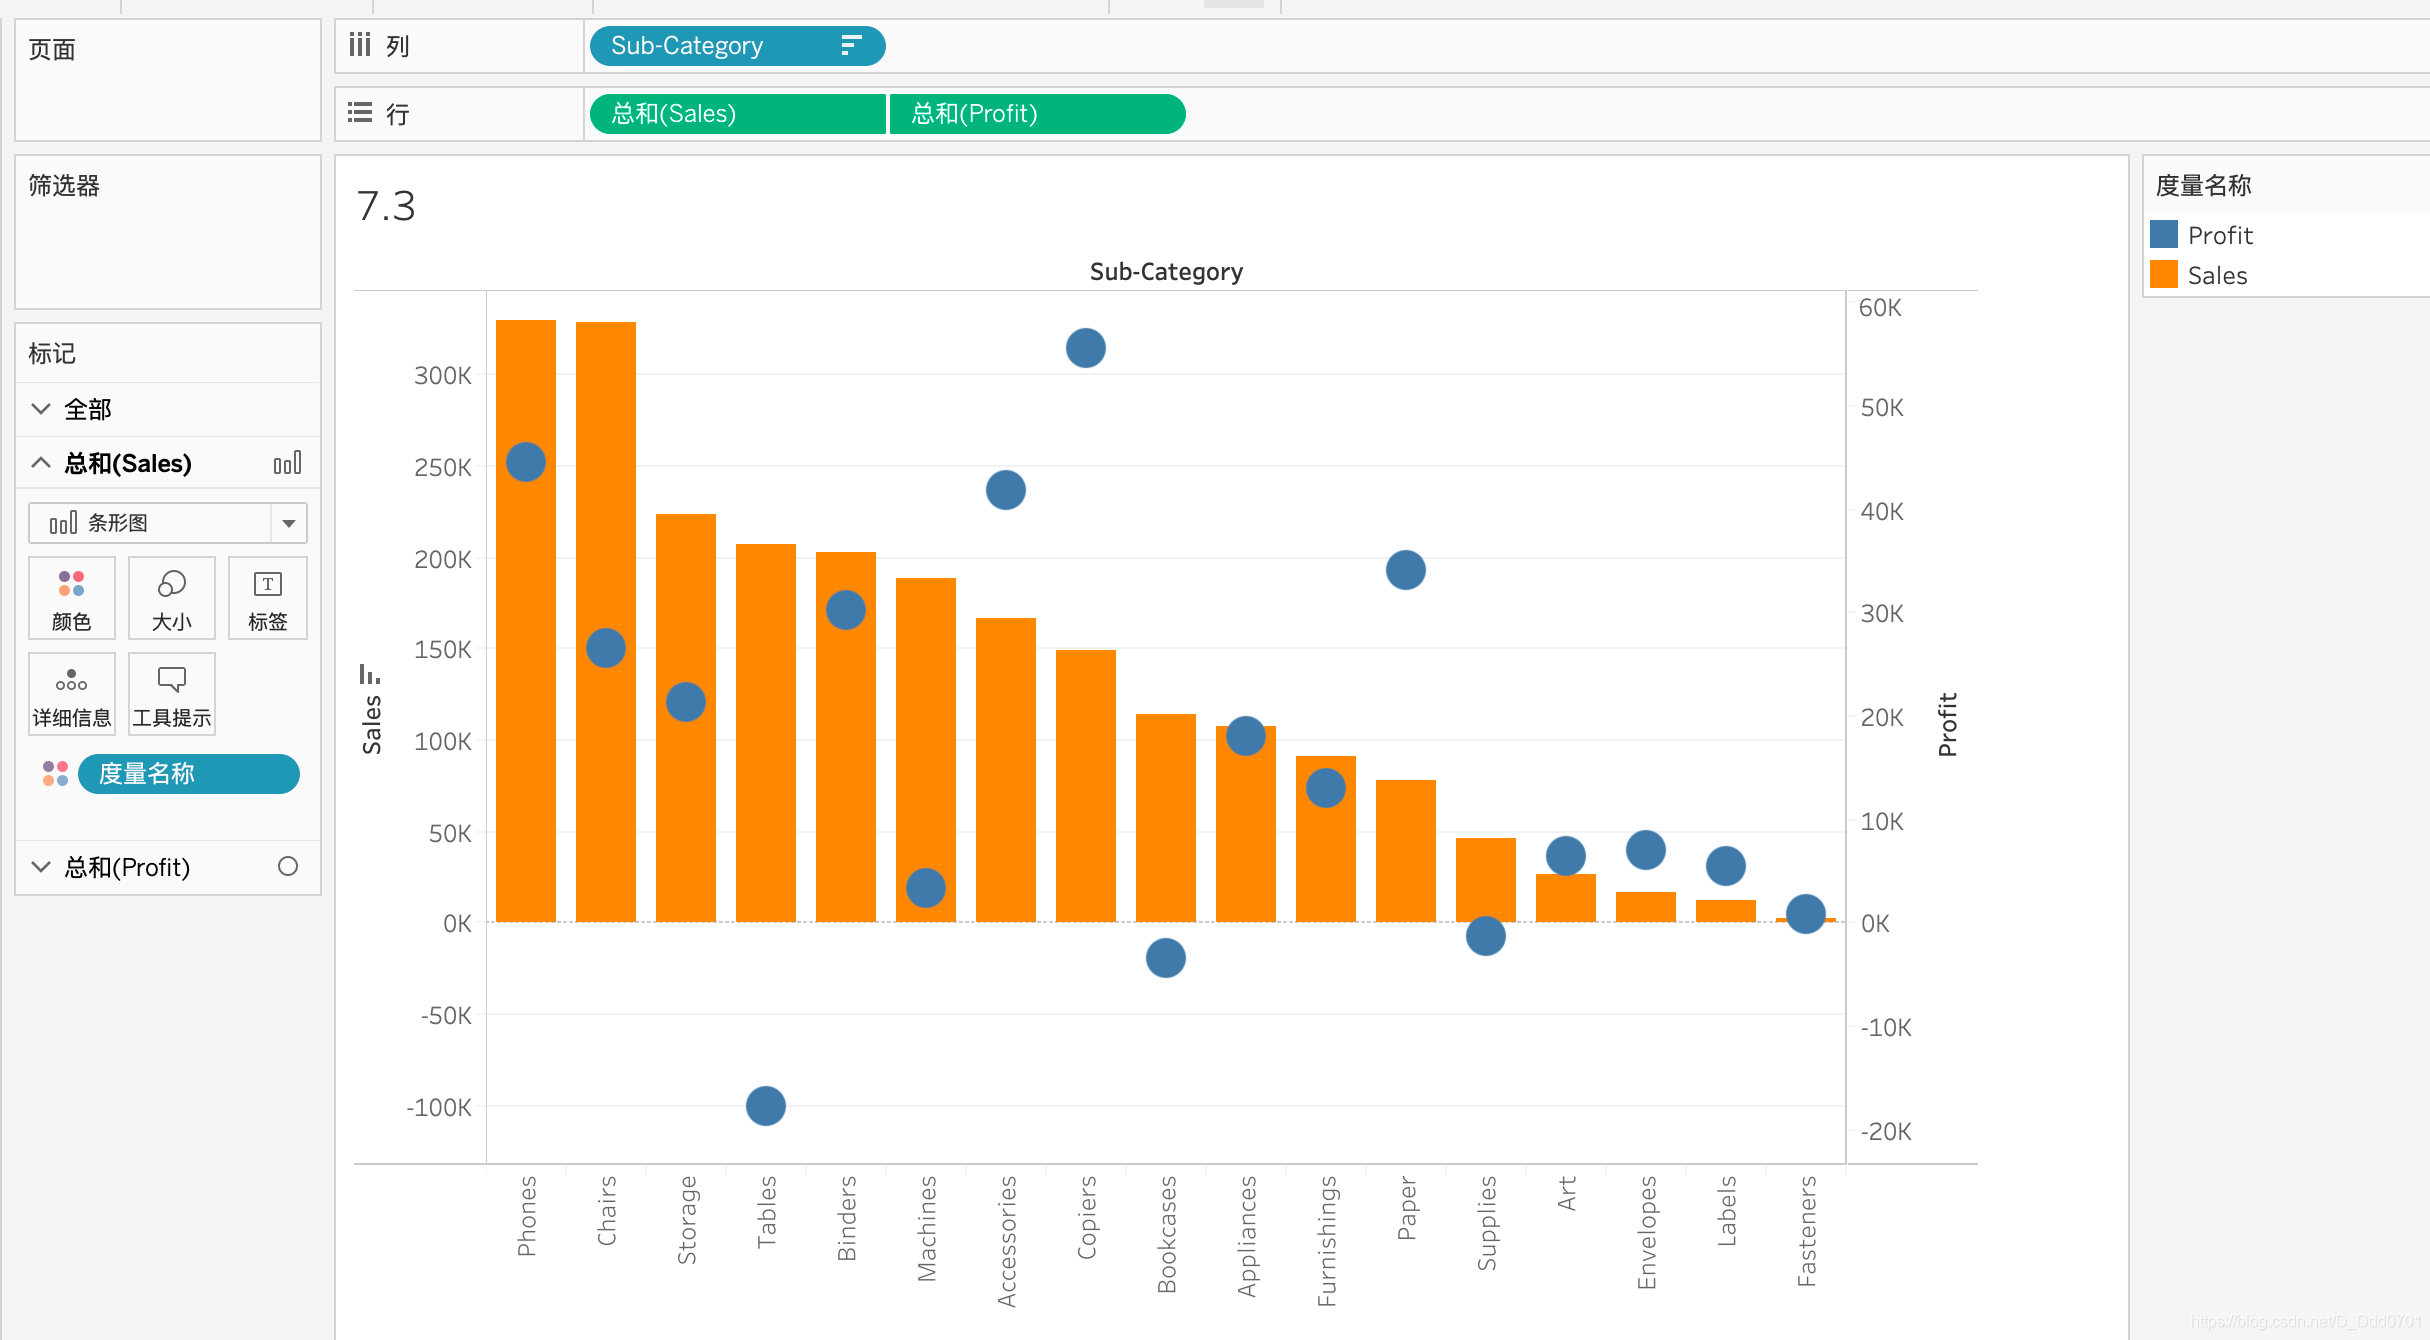 页面
列
Sub-Category
行
总和(Sales)
总和(Profit)
筛选器
标记
全部
总和(Sales)
条形图
颜色
大小
T
标签
详细信息
工具提示
度量名称
总和(Profit)
7.3
Sub-Category
300K
250K
200K
150K
100K
50K
0K
-50K
-100K
Sales
60K
50K
40K
30K
20K
10K
0K
-10K
-20K
Profit
Phones
Chairs
Storage
Tables
Binders
Machines
Accessories
Copiers
Bookcases
Appliances
Furnishings
Paper
Supplies
Art
Envelopes
Labels
Fasteners
度量名称
Profit
Sales
https://blog.csdn.net/D_Ddd0701